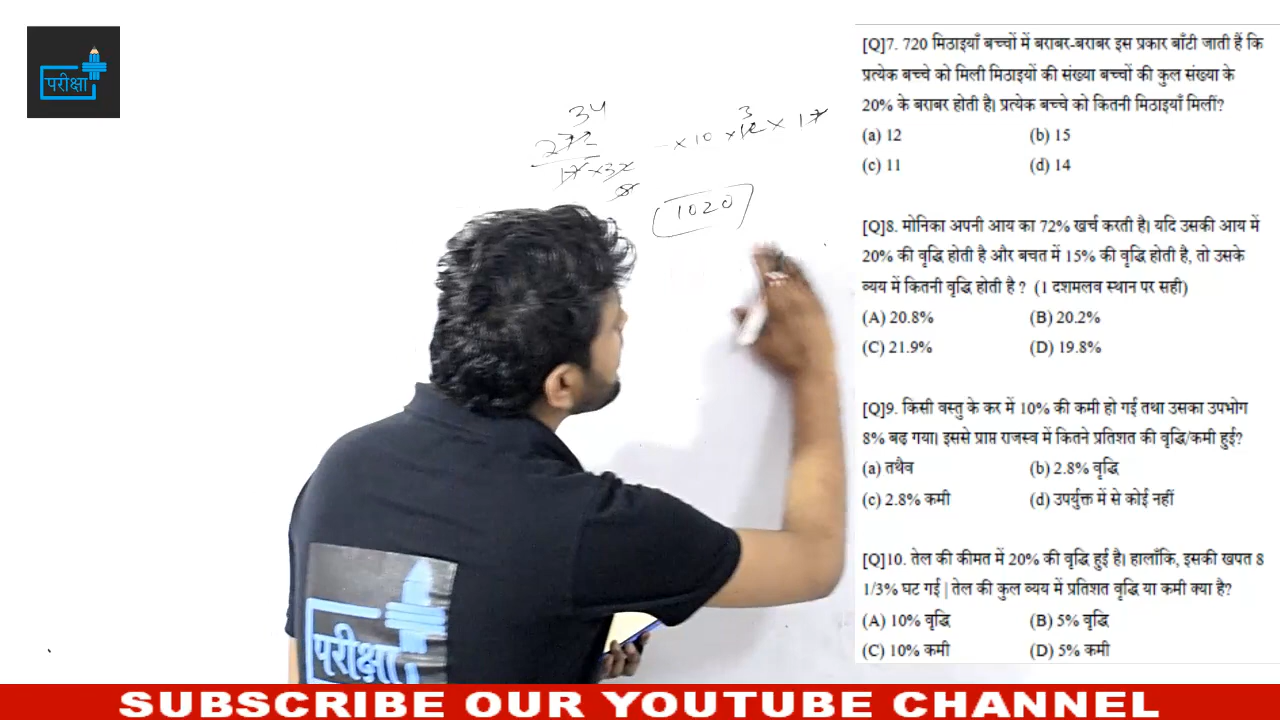 परीक्षा
34
272
17 × 32
8
× 10 × 12 × 17
3
1020
परीक्षा
[Q]7. 720 मिठाइयाँ बच्चों में बराबर-बराबर इस प्रकार बाँटी जाती हैं कि
प्रत्येक बच्चे को मिली मिठाइयों की संख्या बच्चों की कुल संख्या के
20% के बराबर होती है। प्रत्येक बच्चे को कितनी मिठाइयाँ मिलीं?
(a) 12 (b) 15
(c) 11 (d) 14
[Q]8. मोनिका अपनी आय का 72% खर्च करती है। यदि उसकी आय में
20% की वृद्धि होती है और बचत में 15% की वृद्धि होती है, तो उसके
व्यय में कितनी वृद्धि होती है ? (1 दशमलव स्थान पर सही)
(A) 20.8% (B) 20.2%
(C) 21.9% (D) 19.8%
[Q]9. किसी वस्तु के कर में 10% की कमी हो गई तथा उसका उपभोग
8% बढ़ गया। इससे प्राप्त राजस्व में कितने प्रतिशत की वृद्धि/कमी हुई?
(a) तथैव (b) 2.8% वृद्धि
(c) 2.8% कमी (d) उपर्युक्त में से कोई नहीं
[Q]10. तेल की कीमत में 20% की वृद्धि हुई है। हालाँकि, इसकी खपत 8
1/3% घट गई | तेल की कुल व्यय में प्रतिशत वृद्धि या कमी क्या है?
(A) 10% वृद्धि (B) 5% वृद्धि
(C) 10% कमी (D) 5% कमी
SUBSCRIBE OUR YOUTUBE CHANNEL